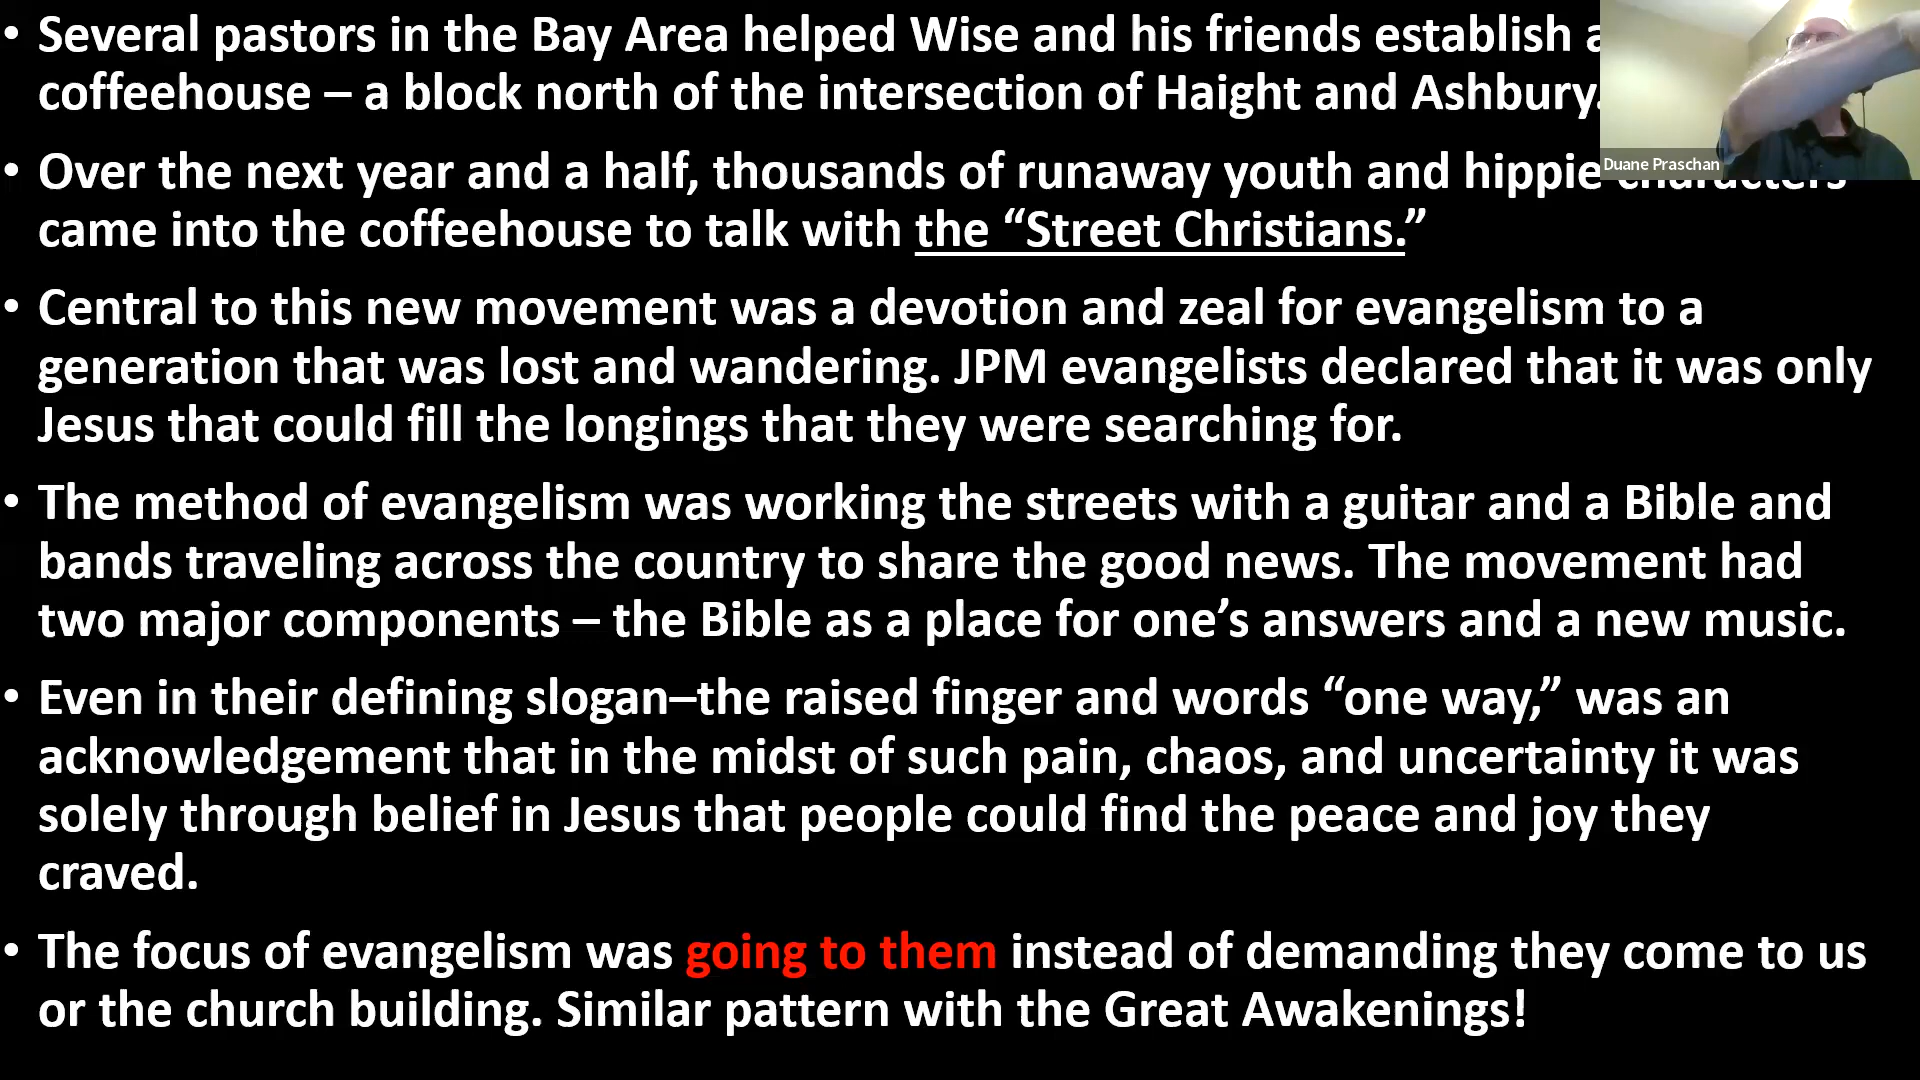 • Several pastors in the Bay Area helped Wise and his friends establish a
coffeehouse – a block north of the intersection of Haight and Ashbury.
Duane Praschan
• Over the next year and a half, thousands of runaway youth and hippie characters
came into the coffeehouse to talk with the “Street Christians.”
• Central to this new movement was a devotion and zeal for evangelism to a
generation that was lost and wandering. JPM evangelists declared that it was only
Jesus that could fill the longings that they were searching for.
• The method of evangelism was working the streets with a guitar and a Bible and
bands traveling across the country to share the good news. The movement had
two major components – the Bible as a place for one’s answers and a new music.
• Even in their defining slogan–the raised finger and words “one way,” was an
acknowledgement that in the midst of such pain, chaos, and uncertainty it was
solely through belief in Jesus that people could find the peace and joy they
craved.
• The focus of evangelism was going to them instead of demanding they come to us
or the church building. Similar pattern with the Great Awakenings!